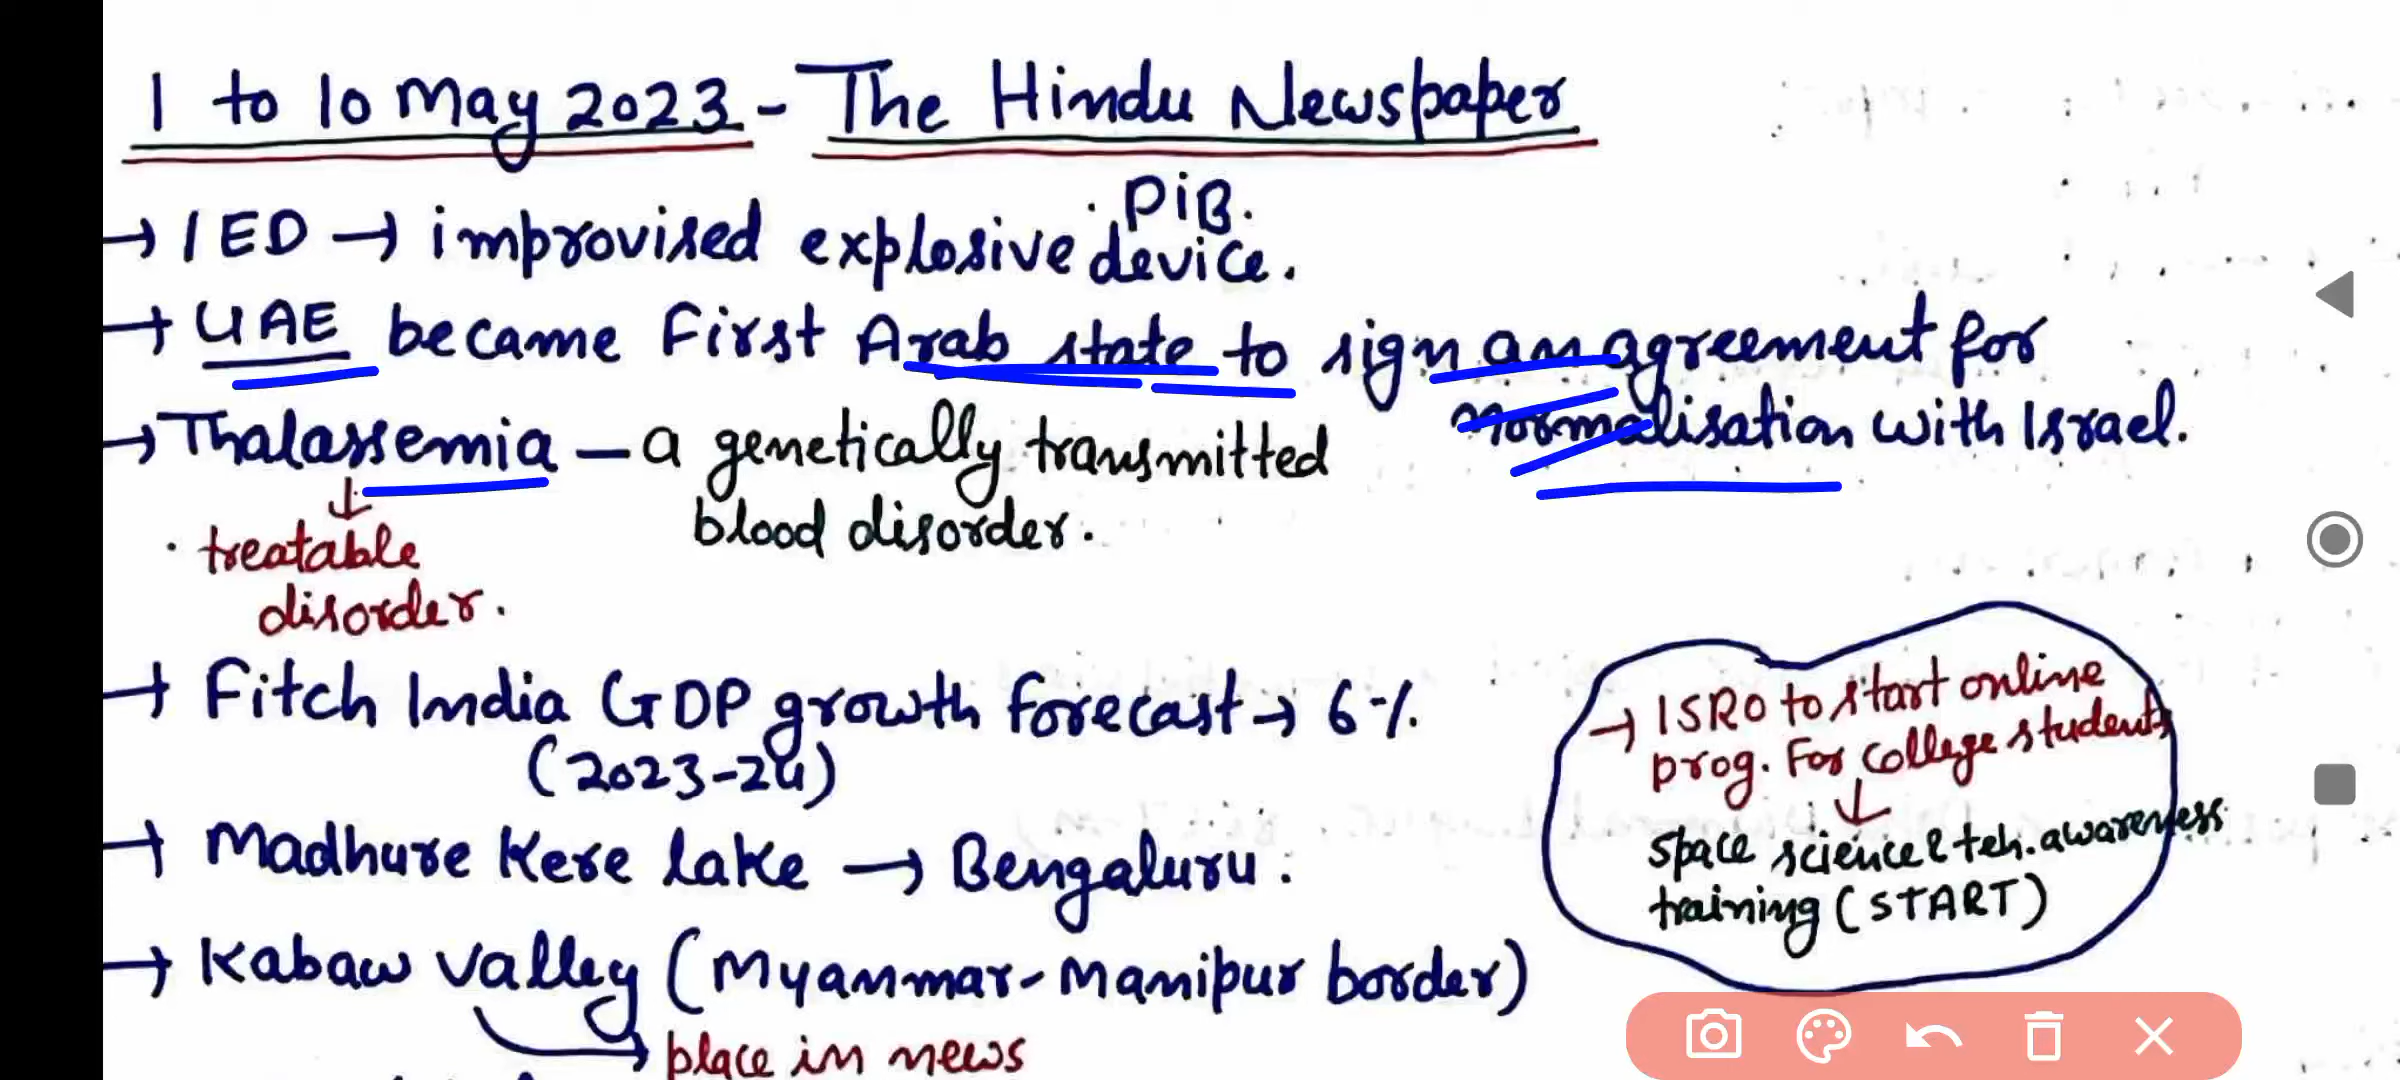 1 to 10 May 2023 - The Hindu Newspaper
PiB.
→ IED → improvised explosive device.
→ UAE became First Arab state to sign an agreement for
normalisation with Israel.
→ Thalassemia – a genetically transmitted
blood disorder.
↓
• treatable
disorder.
→ Fitch India GDP growth forecast → 6%
(2023-24)
→ Madhure Kere lake → Bengaluru.
→ Kabaw valley (Myanmar-Manipur border)
→ place in news
→ ISRO to start online
prog. For college students
↓
space science & teh. awareness
training (START)